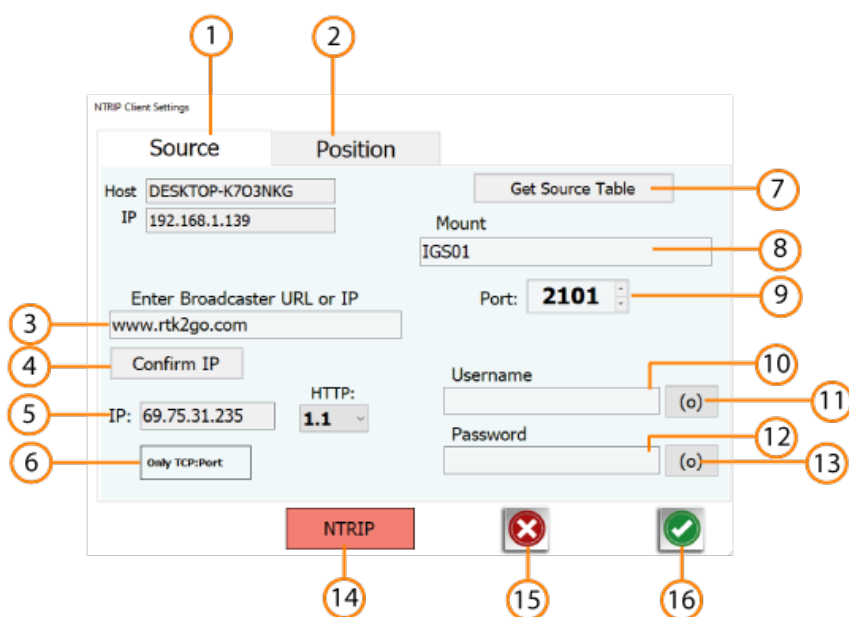 1
2
NTRIP Client Settings
Source
Position
Host DESKTOP-K7O3NKG
Get Source Table
7
IP 192.168.1.139
Mount
IGS01
8
Enter Broadcaster URL or IP
Port: 2101
9
3
www.rtk2go.com
4
Confirm IP
Username
10
(o)
11
5
IP: 69.75.31.235
HTTP:
1.1
Password
12
6
Only TCP:Port
(o)
13
NTRIP
14
15
16